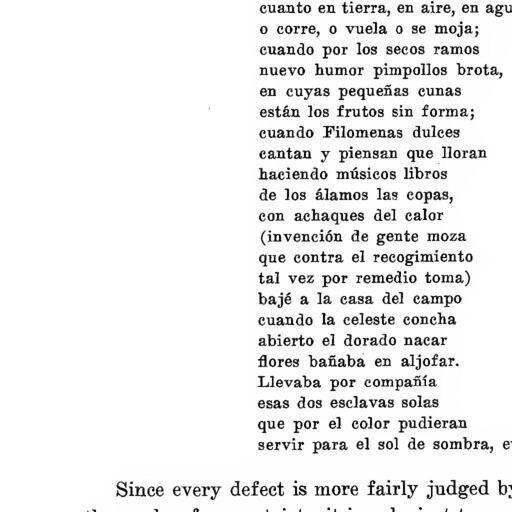 cuanto en tierra, en aire, en
o corre, o vuela o se moja;
cuando por los secos ramos
nuevo humor pimpollos brota,
en cuyas pequeñas cunas
están los frutos sin forma;
cuando Filomenas dulces
cantan y piensan que lloran
haciendo músicos libros
de los álamos las copas,
con achaques del calor
(invención de gente moza
que contra el recogimiento
tal vez por remedio toma)
bajé a la casa del campo
cuando la celeste concha
abierto el dorado nacar
flores bañaba en aljofar.
Llevaba por compañía
esas dos esclavas solas
que por el color pudieran
servir para el sol de sombra,
Since every defect is more fairly judged